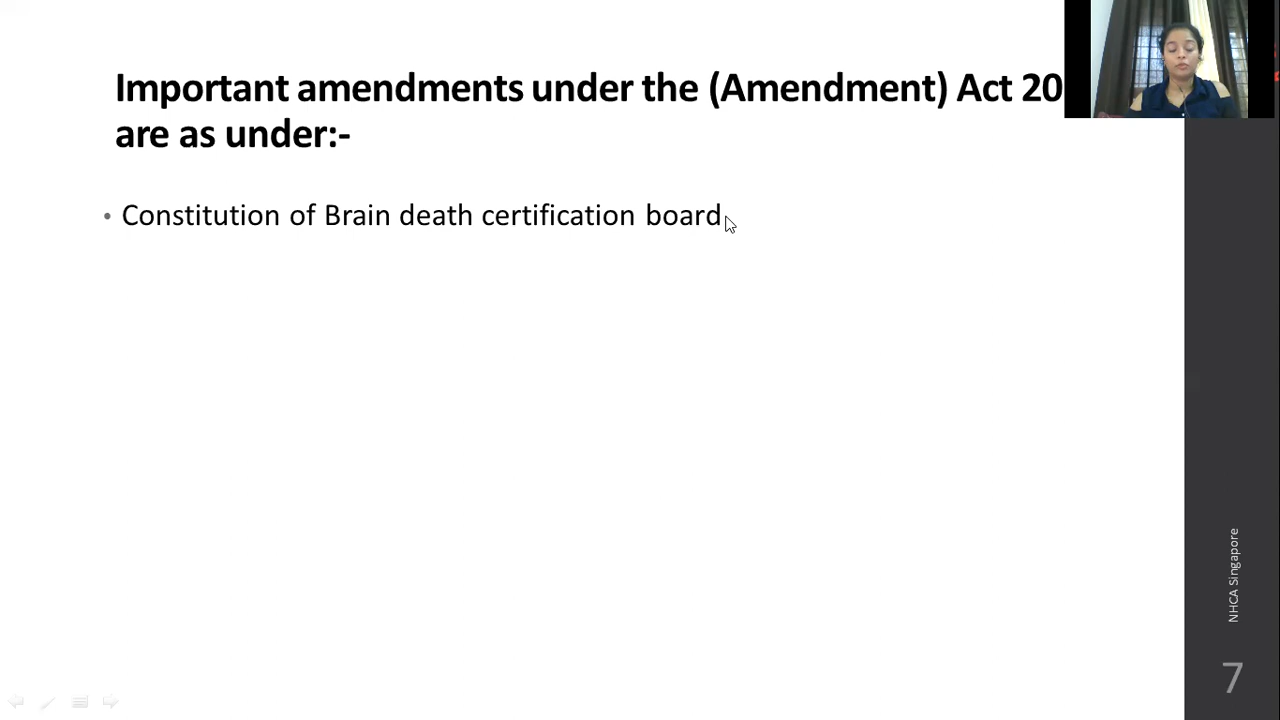 Important amendments under the (Amendment) Act 20
are as under:-
• Constitution of Brain death certification board
NHCA Singapore
7